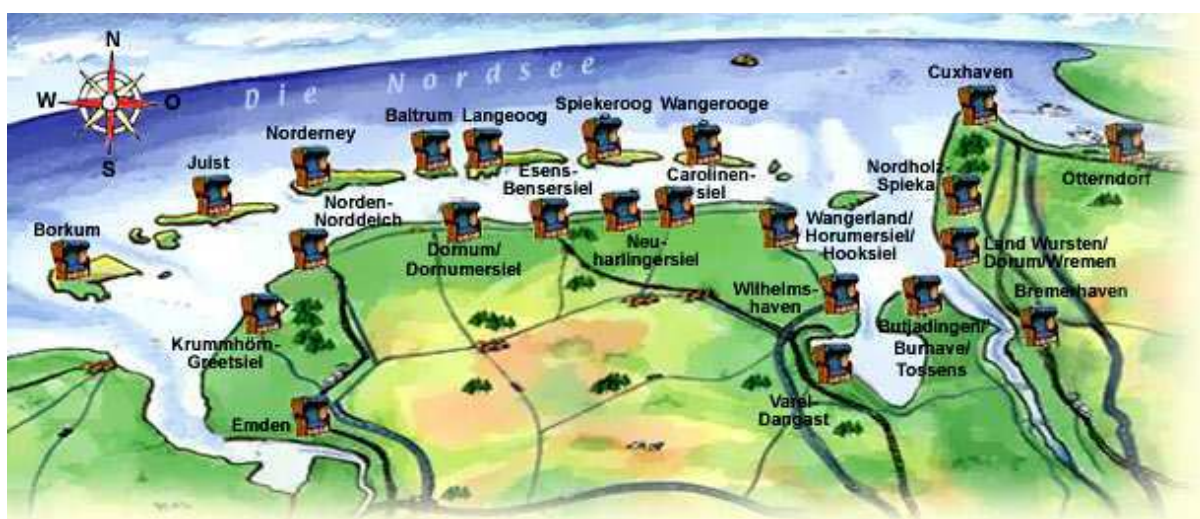 N
W
O
S
Die Nordsee
Cuxhaven
Spiekeroog
Wangerooge
Baltrum
Langeoog
Norderney
Juist
Esens-
Bensersiel
Carolinen-
siel
Nordholz-
Spieka
Otterndorf
Norden-
Norddeich
Borkum
Dornum/
Dornumersiel
Neu-
harlingersiel
Wangerland/
Horumersiel/
Hooksiel
Land Wursten/
Dorum/Wremen
Wilhelms-
haven
Bremerhaven
Krummhörn-
Greetsiel
Butjadingen/
Burhave/
Tossens
Varel-
Dangast
Emden